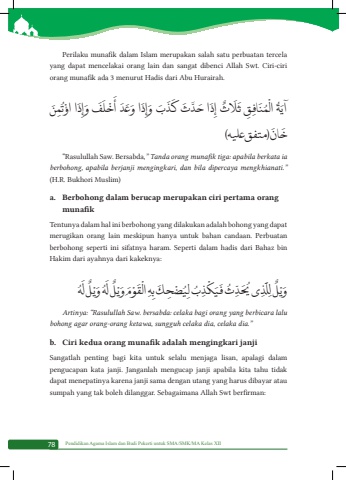 Perilaku munafik dalam Islam merupakan salah satu perbuatan tercela
yang dapat mencelakai orang lain dan sangat dibenci Allah Swt. Ciri-ciri
orang munafik ada 3 menurut Hadis dari Abu Hurairah.
آيَةُ الْمُنَافِقِ ثَلَاثٌ إِذَا حَدَّثَ كَذَبَ وَإِذَا وَعَدَ أَخْلَفَ وَإِذَا اؤْتُمِنَ
خَانَ(متفق عليه)
"Rasulullah Saw. Bersabda," Tanda orang munafik tiga: apabila berkata ia
berbohong, apabila berjanji mengingkari, dan bila dipercaya mengkhianati."
(H.R. Bukhori Muslim)
a. Berbohong dalam berucap merupakan ciri pertama orang
munafik
Tentunya dalam hal ini berbohong yang dilakukan adalah bohong yang dapat
merugikan orang lain meskipun hanya untuk bahan candaan. Perbuatan
berbohong seperti ini sifatnya haram. Seperti dalam hadis dari Bahaz bin
Hakim dari ayahnya dari kakeknya:
وَيْلٌ لِلَّذِى يُحَدِّثُ فَيَكْذِبُ لِيُضْحِكَ بِهِ الْقَوْمَ وَيْلٌ لَهُ وَيْلٌ لَهُ
Artinya: "Rasulullah Saw. bersabda: celaka bagi orang yang berbicara lalu
bohong agar orang-orang ketawa, sungguh celaka dia, celaka dia."
b. Ciri kedua orang munafik adalah mengingkari janji
Sangatlah penting bagi kita untuk selalu menjaga lisan, apalagi dalam
pengucapan kata janji. Janganlah mengucap janji apabila kita tahu tidak
dapat menepatinya karena janji sama dengan utang yang harus dibayar atau
sumpah yang tak boleh dilanggar. Sebagaimana Allah Swt berfirman:
78 Pendidikan Agama Islam dan Budi Pekerti untuk SMA/SMK/MA Kelas XII